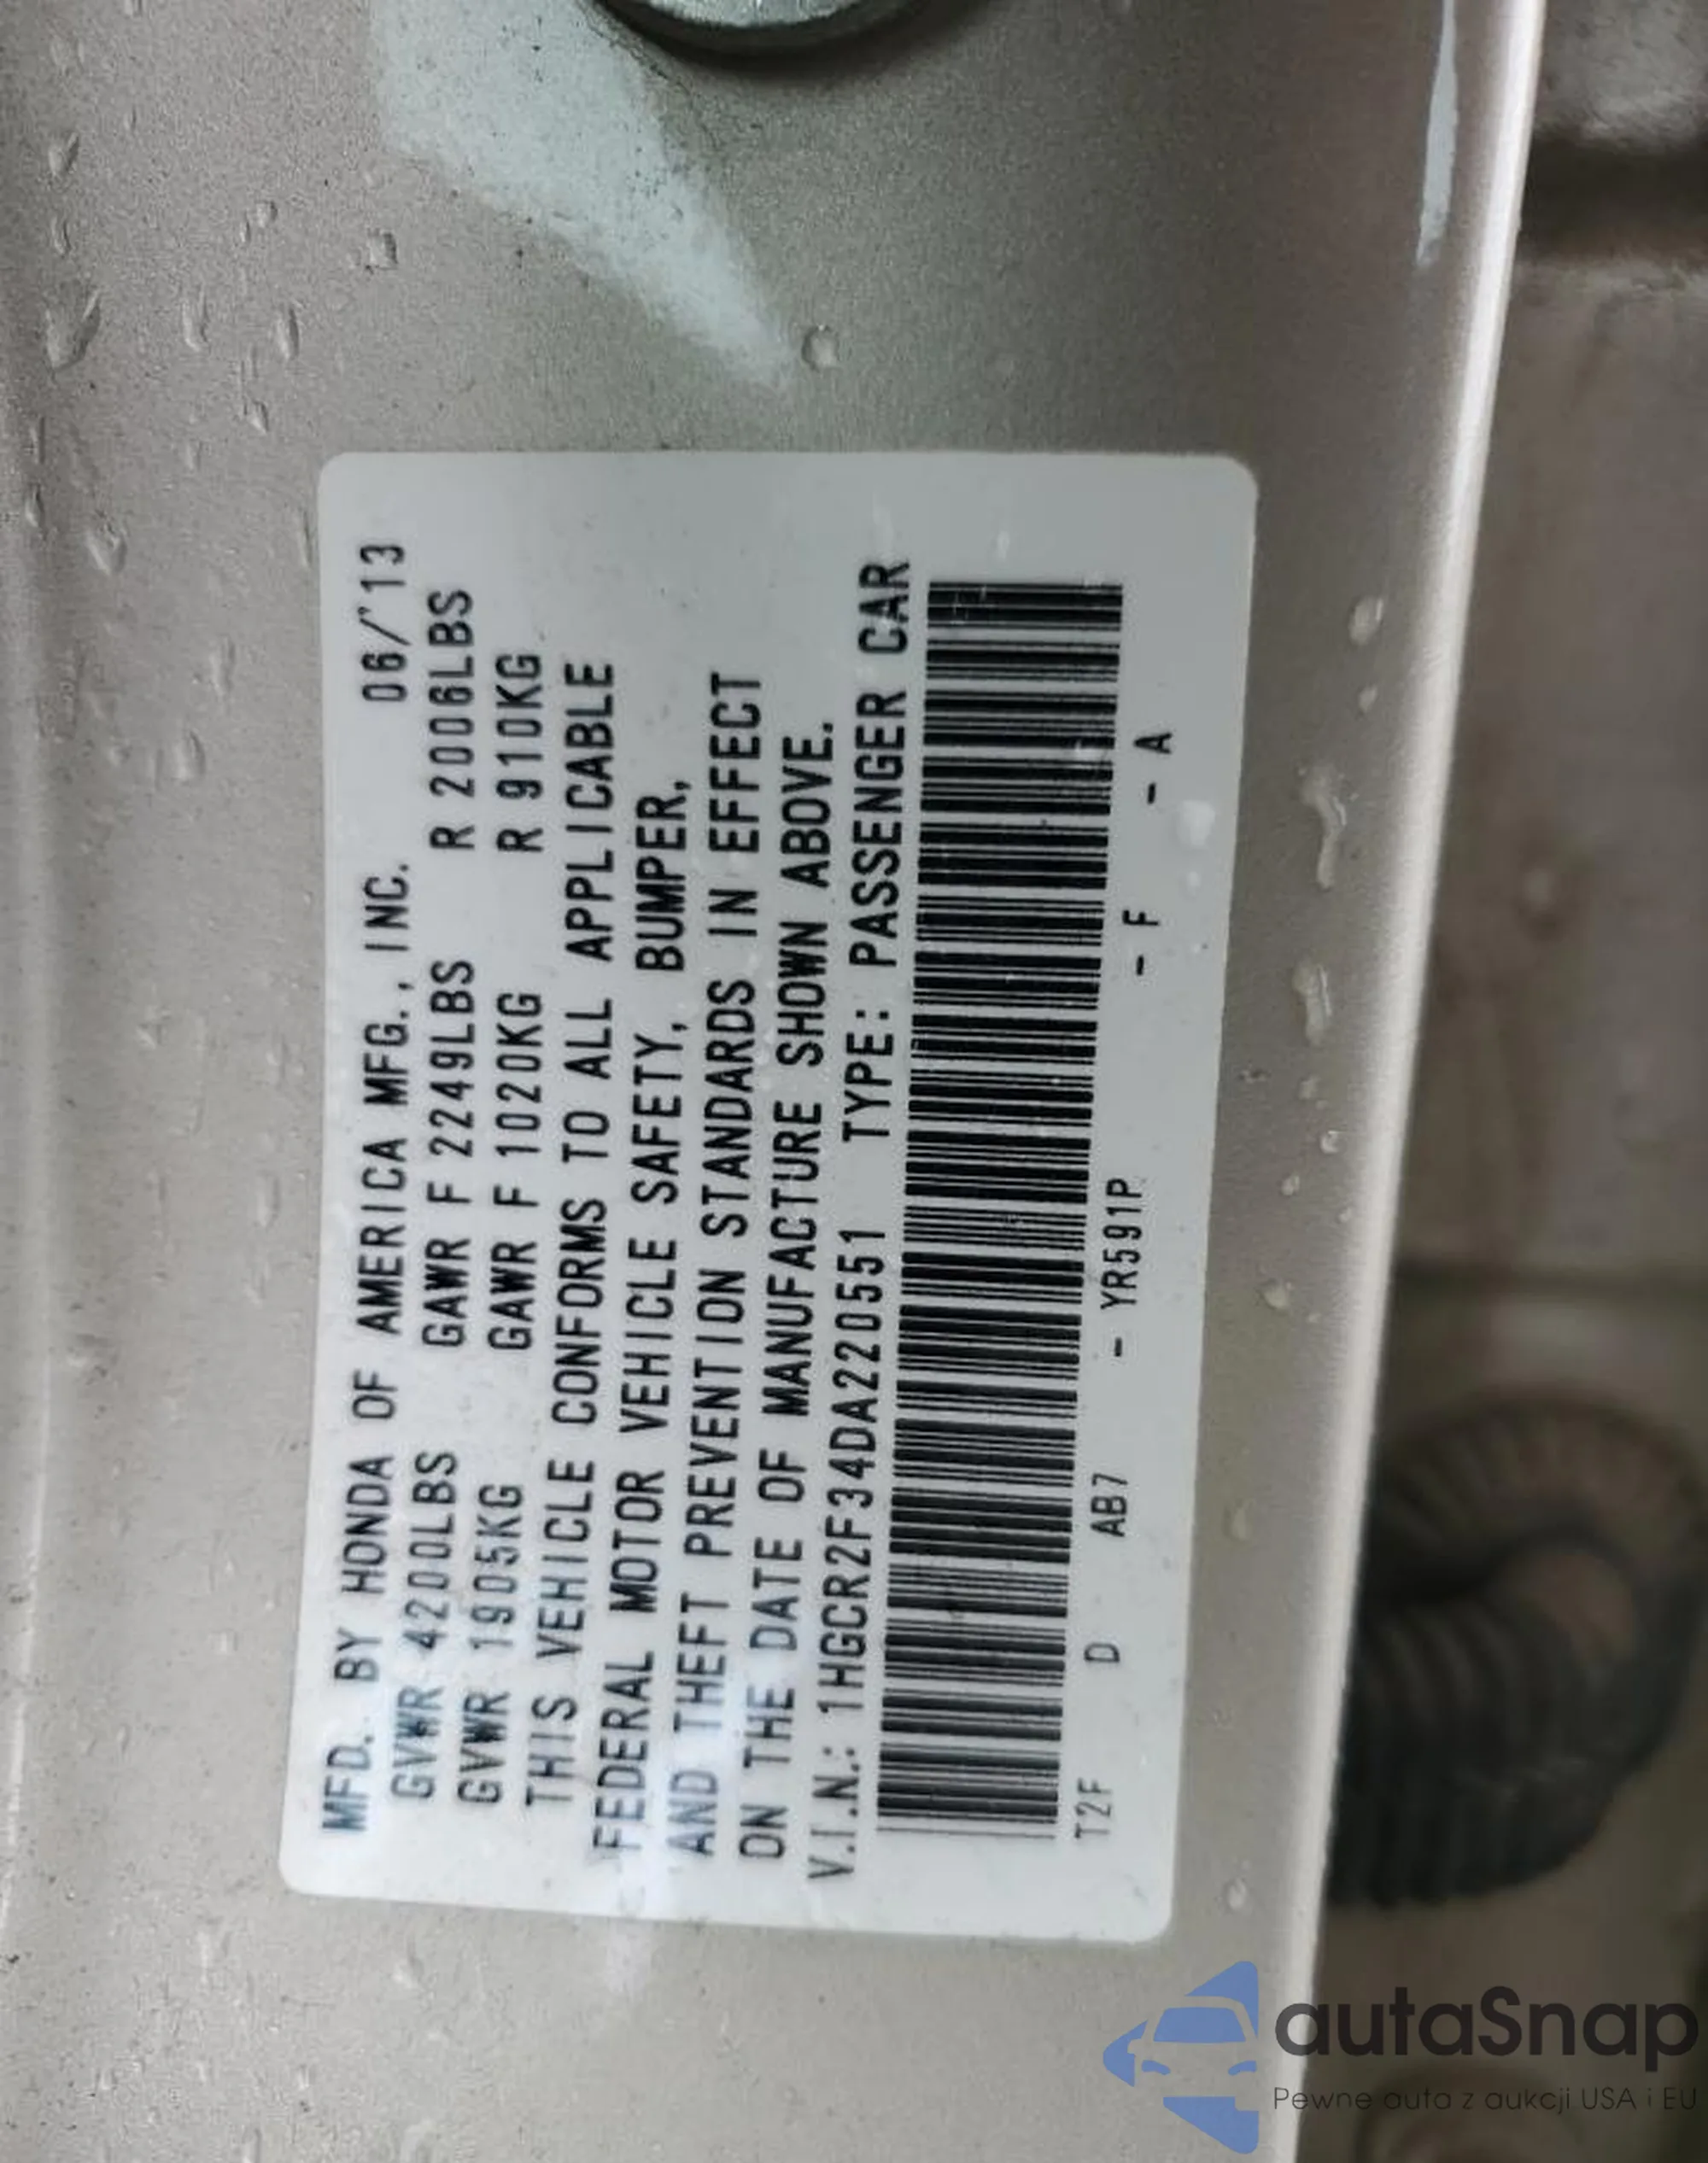 MFD. BY HONDA OF AMERICA MFG., INC. 06/'13
GVWR 4200LBS GAWR F 2249LBS R 2006LBS
GVWR 1905KG GAWR F 1020KG R 910KG
THIS VEHICLE CONFORMS TO ALL APPLICABLE
FEDERAL MOTOR VEHICLE SAFETY, BUMPER,
AND THEFT PREVENTION STANDARDS IN EFFECT
ON THE DATE OF MANUFACTURE SHOWN ABOVE.
V.I.N.: 1HGCR2F34DA220551 TYPE: PASSENGER CAR
T2F D AB7 - YR591P - F - A
autaSnap
Pewne auta z aukcji USA i EU